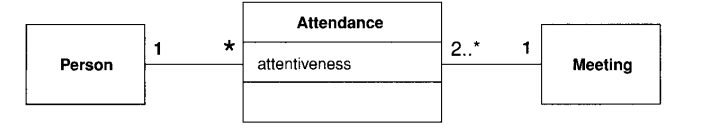 Attendance
1 * 2..* 1
Person attentiveness Meeting